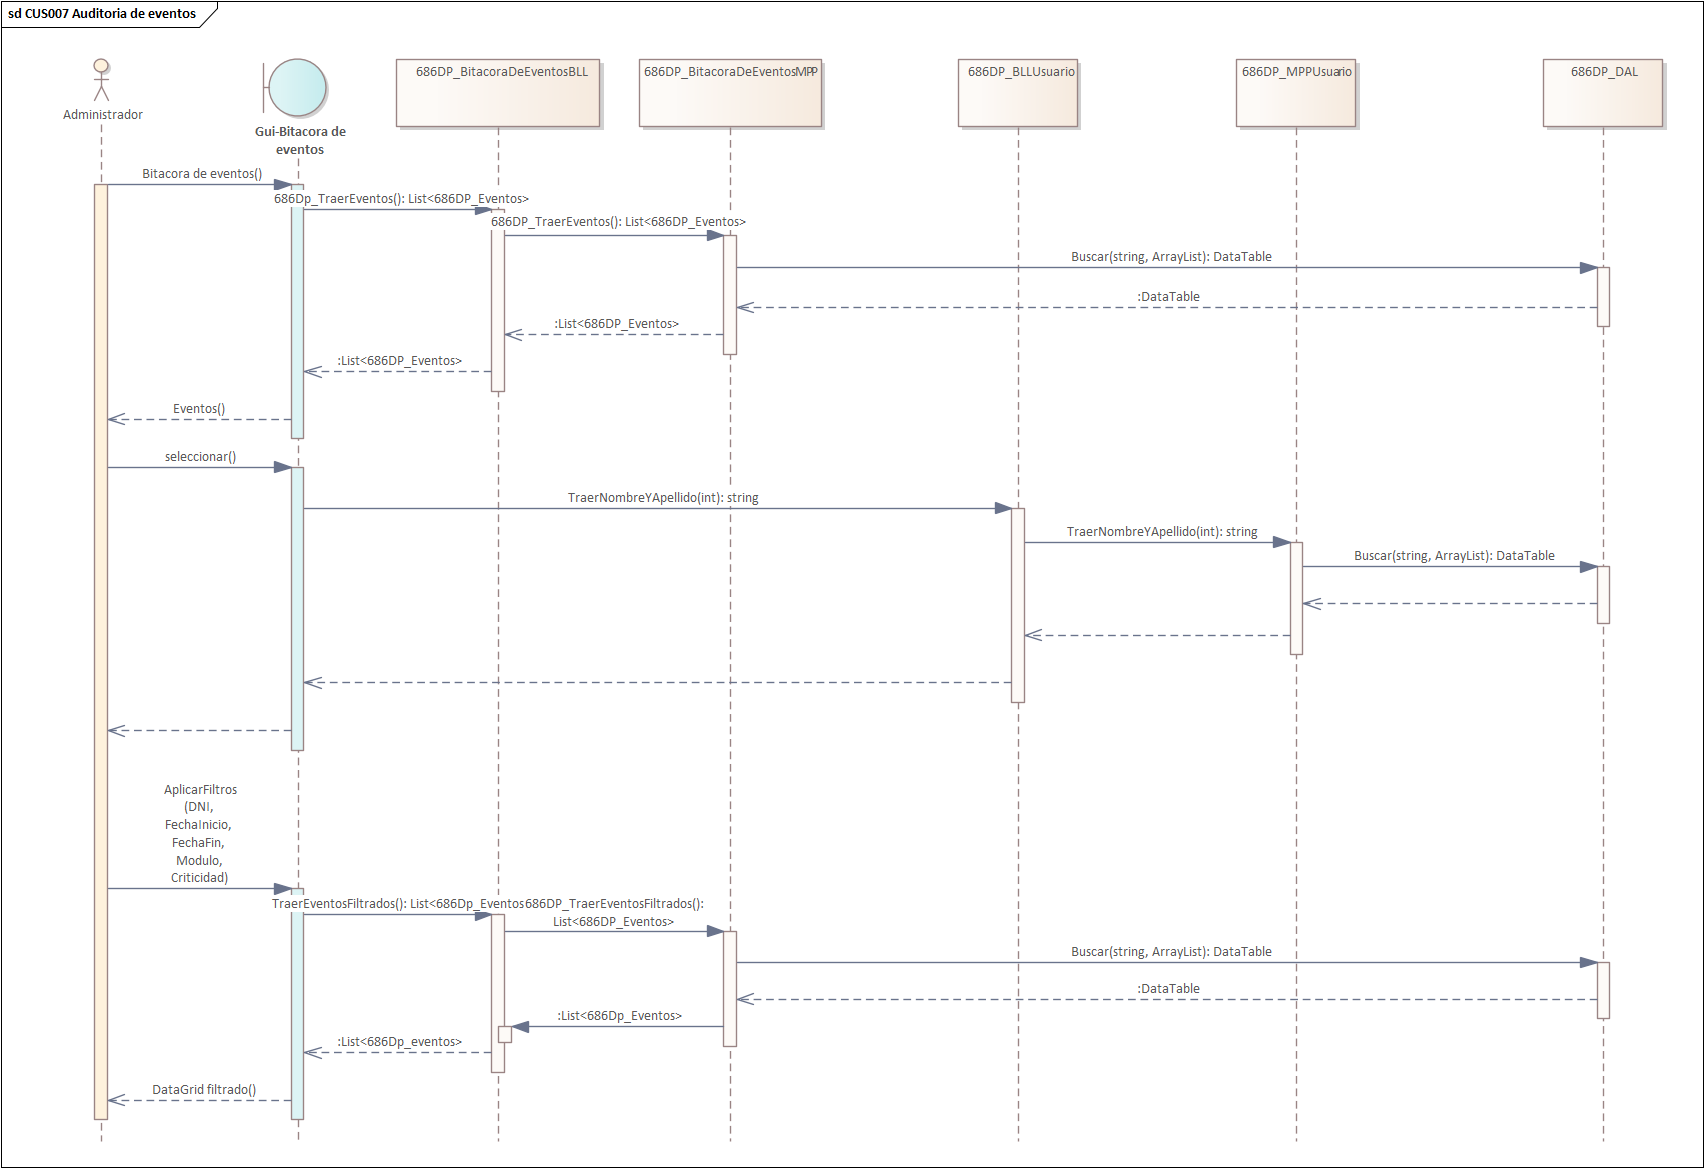 sd CUS007 Auditoria de eventos
Administrador
Gui-Bitacora de
eventos
686DP_BitacoraDeEventosBLL
686DP_BitacoraDeEventosMPP
686DP_BLLUsuario
686DP_MPPUsuario
686DP_DAL
Bitacora de eventos()
686Dp_TraerEventos(): List<686DP_Eventos>
686DP_TraerEventos(): List<686DP_Eventos>
Buscar(string, ArrayList): DataTable
:DataTable
:List<686DP_Eventos>
:List<686DP_Eventos>
Eventos()
seleccionar()
TraerNombreYApellido(int): string
TraerNombreYApellido(int): string
Buscar(string, ArrayList): DataTable
AplicarFiltros
(DNI,
FechaInicio,
FechaFin,
Modulo,
Criticidad)
TraerEventosFiltrados(): List<686Dp_Eventos
686DP_TraerEventosFiltrados():
List<686DP_Eventos>
Buscar(string, ArrayList): DataTable
:DataTable
:List<686Dp_Eventos>
:List<686Dp_eventos>
DataGrid filtrado()